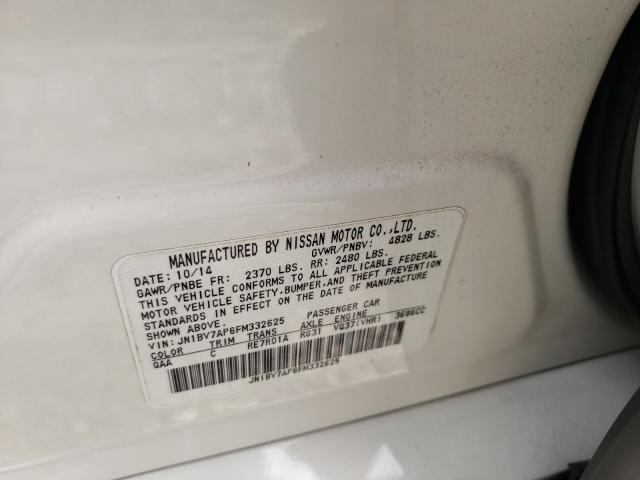 MANUFACTURED BY NISSAN MOTOR CO.,LTD.
DATE: 10/14 GVWR/PNBV: 4828 LBS.
GAWR/PNBE FR: 2370 LBS. RR: 2480 LBS.
THIS VEHICLE CONFORMS TO ALL APPLICABLE FEDERAL
MOTOR VEHICLE SAFETY,BUMPER,AND THEFT PREVENTION
STANDARDS IN EFFECT ON THE DATE OF MANUFACTURE
SHOWN ABOVE.
VIN: JN1BV7AP6FM332625 PASSENGER CAR
COLOR TRIM TRANS AXLE ENGINE
QAA C RE7R01A RG31 VQ37(VHR) 3696CC
JN1BV7AP6FM332625